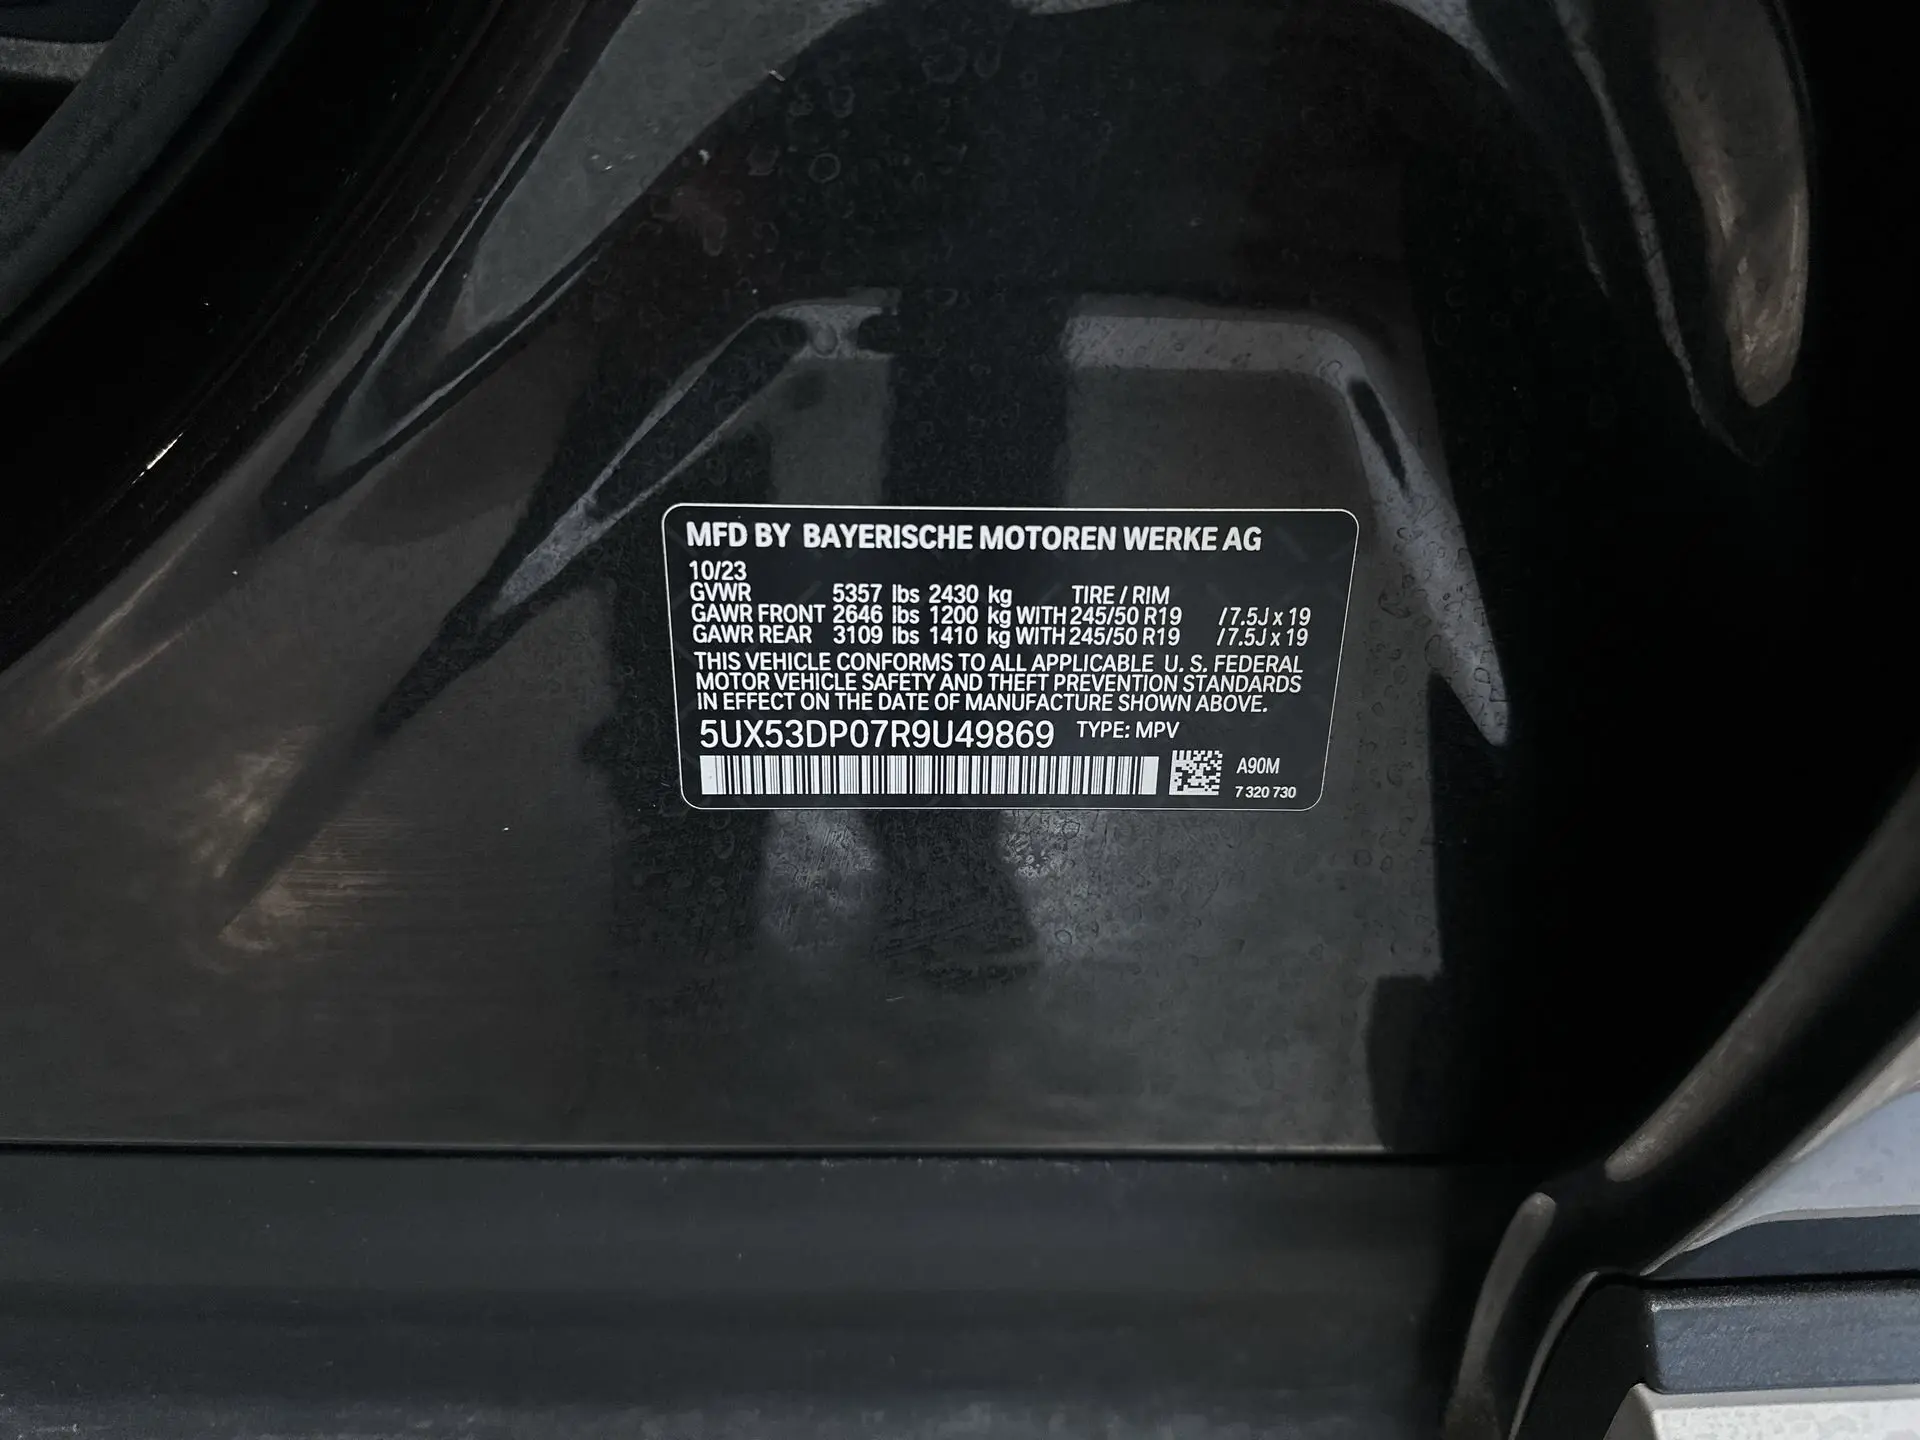 MFD BY BAYERISCHE MOTOREN WERKE AG
10/23
GVWR 5357 lbs 2430 kg TIRE / RIM
GAWR FRONT 2646 lbs 1200 kg WITH 245/50 R19 / 7.5J x 19
GAWR REAR 3109 lbs 1410 kg WITH 245/50 R19 / 7.5J x 19
THIS VEHICLE CONFORMS TO ALL APPLICABLE U. S. FEDERAL
MOTOR VEHICLE SAFETY AND THEFT PREVENTION STANDARDS
IN EFFECT ON THE DATE OF MANUFACTURE SHOWN ABOVE.
5UX53DP07R9U49869 TYPE: MPV
A90M
7 320 730